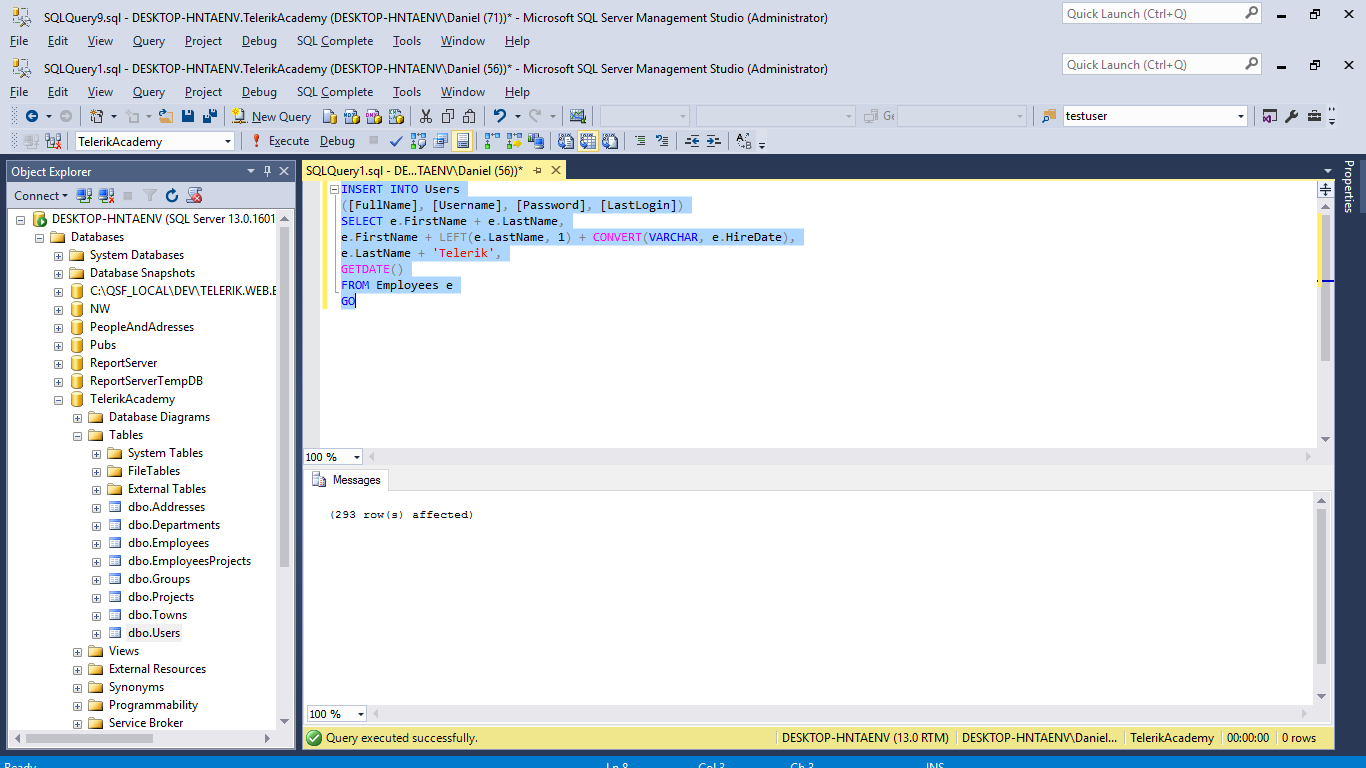 SQLQuery9.sql - DESKTOP-HNTAENV.TelerikAcademy (DESKTOP-HNTAENV\Daniel (71))* - Microsoft SQL Server Management Studio (Administrator)
Quick Launch (Ctrl+Q)
File Edit View Query Project Debug SQL Complete Tools Window Help
SQLQuery1.sql - DESKTOP-HNTAENV.TelerikAcademy (DESKTOP-HNTAENV\Daniel (56))* - Microsoft SQL Server Management Studio (Administrator)
Quick Launch (Ctrl+Q)
File Edit View Query Project Debug SQL Complete Tools Window Help
New Query testuser
TelerikAcademy Execute Debug
Object Explorer
Connect
DESKTOP-HNTAENV (SQL Server 13.0.1601
Databases
System Databases
Database Snapshots
C:\QSF_LOCAL\DEV\TELERIK.WEB.E
NW
PeopleAndAdresses
Pubs
ReportServer
ReportServerTempDB
TelerikAcademy
Database Diagrams
Tables
System Tables
FileTables
External Tables
dbo.Addresses
dbo.Departments
dbo.Employees
dbo.EmployeesProjects
dbo.Groups
dbo.Projects
dbo.Towns
dbo.Users
Views
External Resources
Synonyms
Programmability
Service Broker
SQLQuery1.sql - DE...TAENV\Daniel (56))*
INSERT INTO Users
([FullName], [Username], [Password], [LastLogin])
SELECT e.FirstName + e.LastName,
e.FirstName + LEFT(e.LastName, 1) + CONVERT(VARCHAR, e.HireDate),
e.LastName + 'Telerik',
GETDATE()
FROM Employees e
GO
100 %
Messages
(293 row(s) affected)
100 %
Query executed successfully. DESKTOP-HNTAENV (13.0 RTM) DESKTOP-HNTAENV\Daniel... TelerikAcademy 00:00:00 0 rows
Properties
Ready Ln 8 Col 3 Ch 3 INS